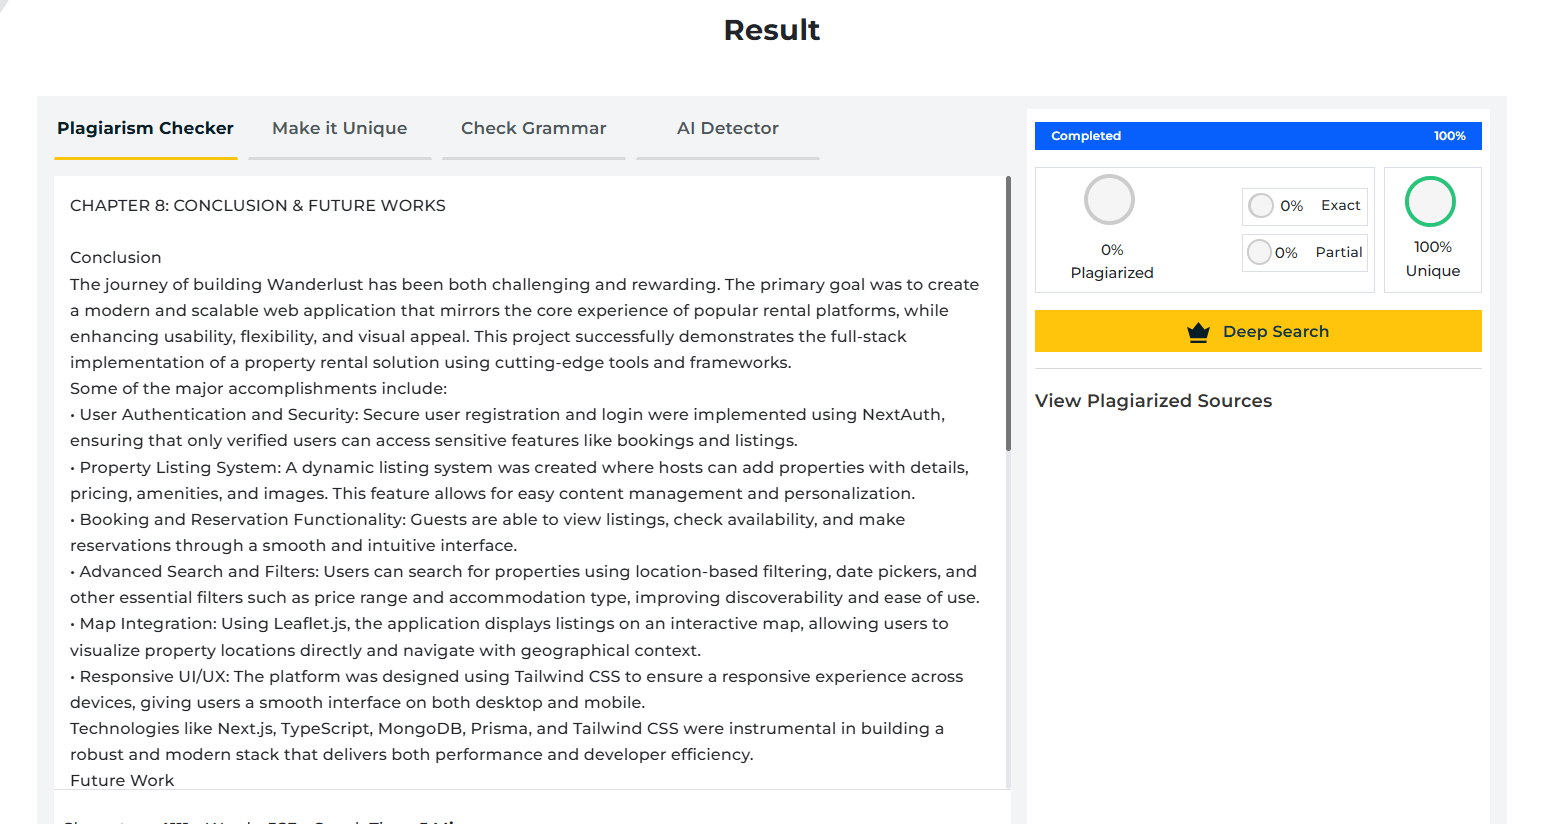 Result
Plagiarism Checker
Make it Unique
Check Grammar
AI Detector
CHAPTER 8: CONCLUSION & FUTURE WORKS
Conclusion
The journey of building Wanderlust has been both challenging and rewarding. The primary goal was to create
a modern and scalable web application that mirrors the core experience of popular rental platforms, while
enhancing usability, flexibility, and visual appeal. This project successfully demonstrates the full-stack
implementation of a property rental solution using cutting-edge tools and frameworks.
Some of the major accomplishments include:
• User Authentication and Security: Secure user registration and login were implemented using NextAuth,
ensuring that only verified users can access sensitive features like bookings and listings.
• Property Listing System: A dynamic listing system was created where hosts can add properties with details,
pricing, amenities, and images. This feature allows for easy content management and personalization.
• Booking and Reservation Functionality: Guests are able to view listings, check availability, and make
reservations through a smooth and intuitive interface.
• Advanced Search and Filters: Users can search for properties using location-based filtering, date pickers, and
other essential filters such as price range and accommodation type, improving discoverability and ease of use.
• Map Integration: Using Leaflet.js, the application displays listings on an interactive map, allowing users to
visualize property locations directly and navigate with geographical context.
• Responsive UI/UX: The platform was designed using Tailwind CSS to ensure a responsive experience across
devices, giving users a smooth interface on both desktop and mobile.
Technologies like Next.js, TypeScript, MongoDB, Prisma, and Tailwind CSS were instrumental in building a
robust and modern stack that delivers both performance and developer efficiency.
Future Work
Completed 100%
0%
Plagiarized
0% Exact
0% Partial
100%
Unique
Deep Search
View Plagiarized Sources